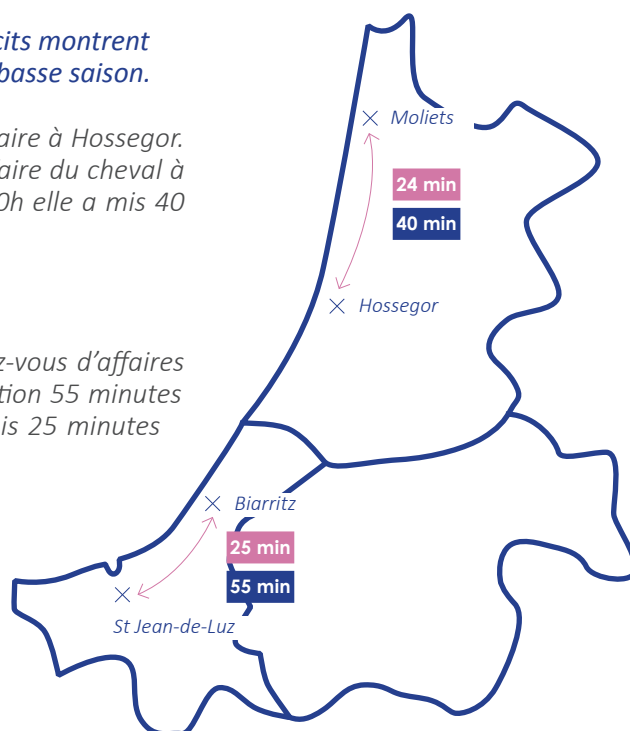 cits montrent
basse saison.
aire à Hossegor.
aire du cheval à
0h elle a mis 40
z-vous d’affaires
tion 55 minutes
is 25 minutes
Moliets
24 min
40 min
Hossegor
Biarritz
25 min
55 min
St Jean-de-Luz